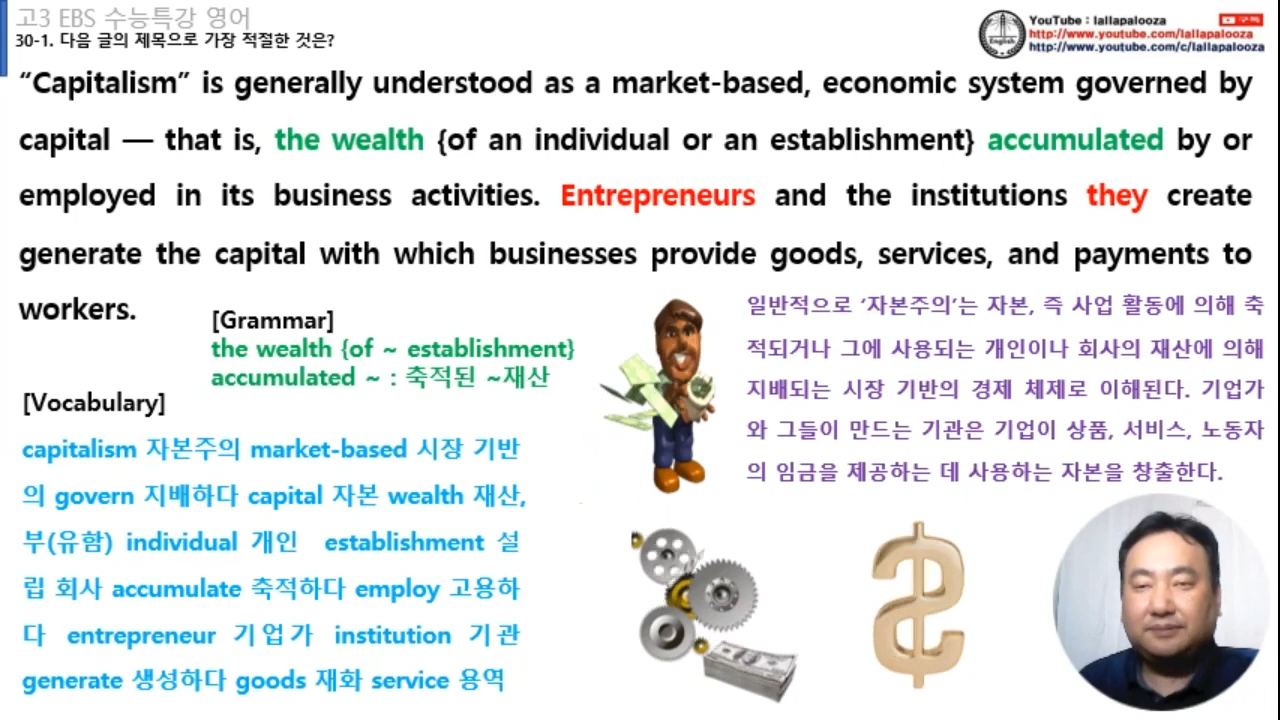 고3 EBS 수능특강 영어
30-1. 다음 글의 제목으로 가장 적절한 것은?
YouTube : lallapalooza
구독
http://www.youtube.com/lallapalooza
http://www.youtube.com/c/lallapalooza
English
“Capitalism” is generally understood as a market-based, economic system governed by
capital — that is, the wealth {of an individual or an establishment} accumulated by or
employed in its business activities. Entrepreneurs and the institutions they create
generate the capital with which businesses provide goods, services, and payments to
workers.
[Grammar]
the wealth {of ~ establishment}
accumulated ~ : 축적된 ~재산
[Vocabulary]
capitalism 자본주의 market-based 시장 기반
의 govern 지배하다 capital 자본 wealth 재산,
부(유함) individual 개인 establishment 설
립 회사 accumulate 축적하다 employ 고용하
다 entrepreneur 기업가 institution 기관
generate 생성하다 goods 재화 service 용역
일반적으로 ‘자본주의’는 자본, 즉 사업 활동에 의해 축
적되거나 그에 사용되는 개인이나 회사의 재산에 의해
지배되는 시장 기반의 경제 체제로 이해된다. 기업가
와 그들이 만드는 기관은 기업이 상품, 서비스, 노동자
의 임금을 제공하는 데 사용하는 자본을 창출한다.